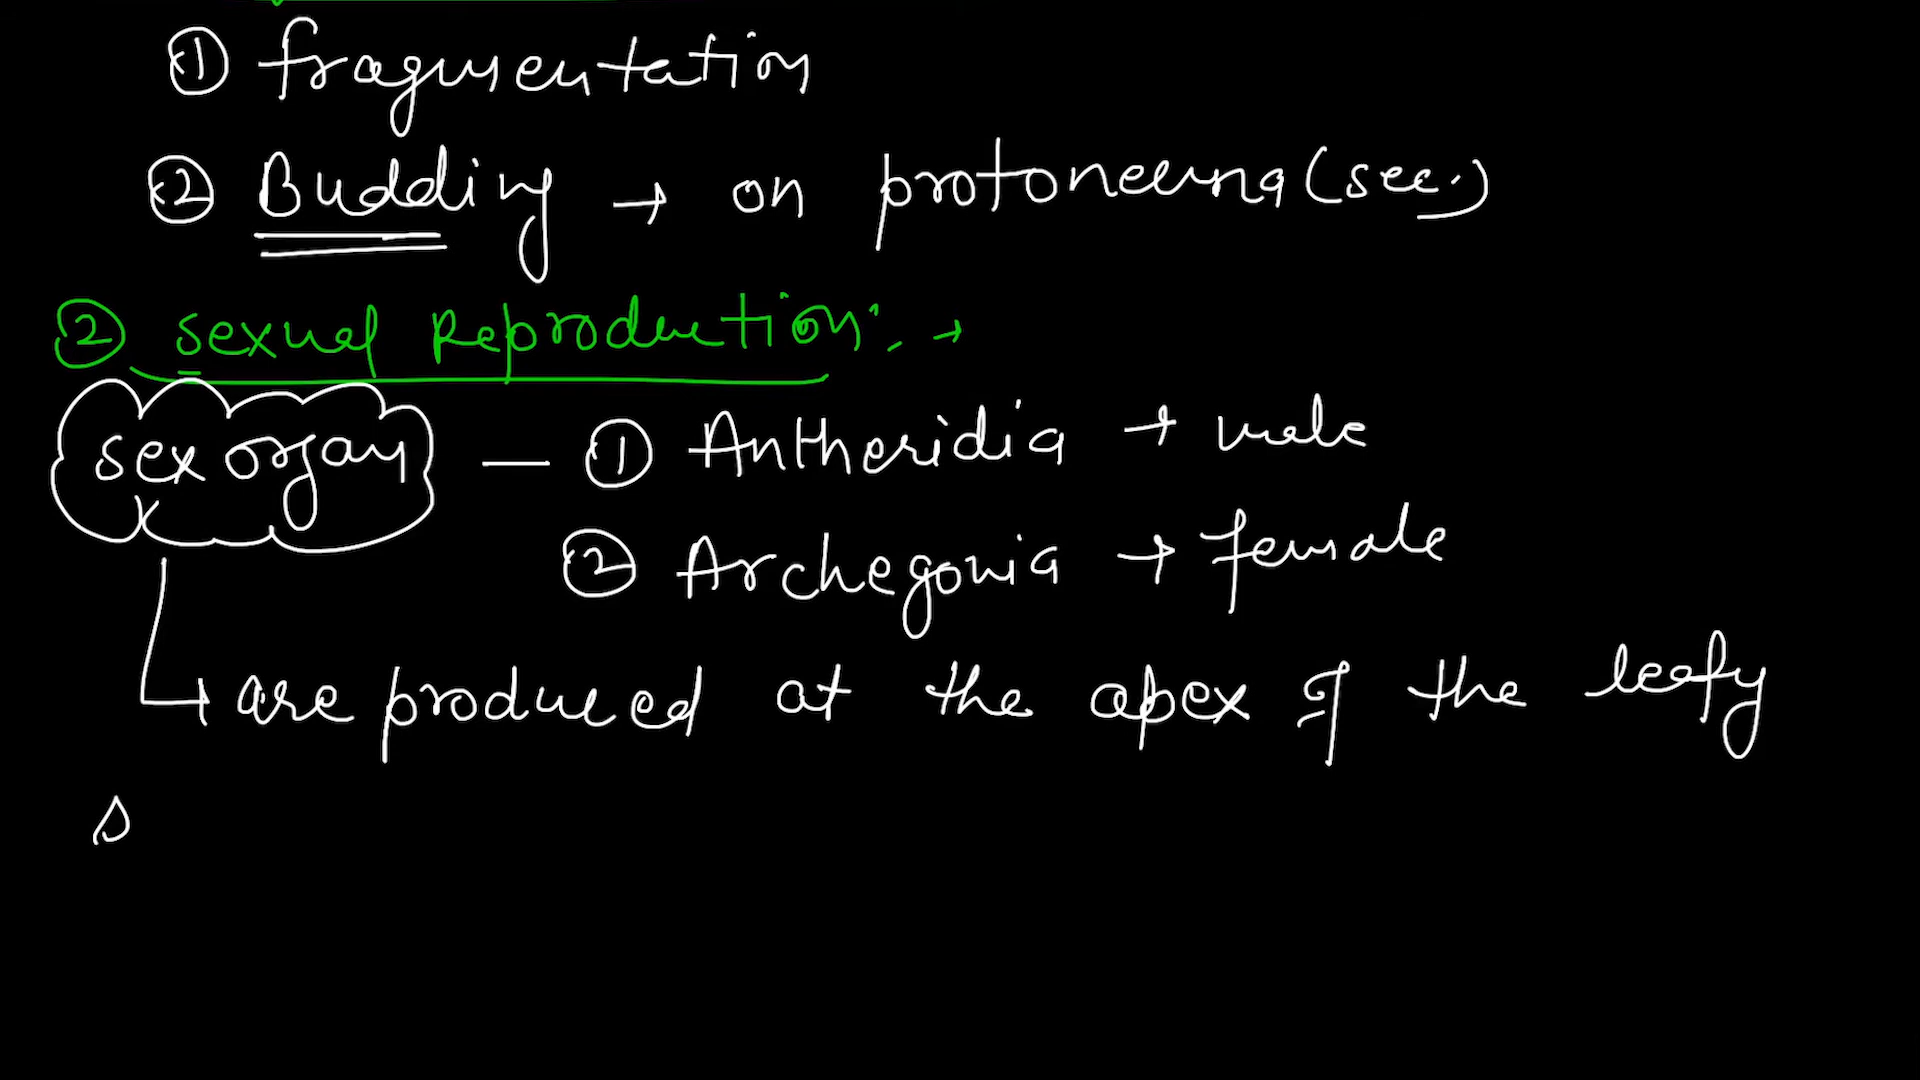 ① fragmentation
② Budding → on protonema (sec.)
② sexual Reproduction: →
sex organ — ① Antheridia → male
② Archegonia → female
↳ are produced at the apex of the leafy
s